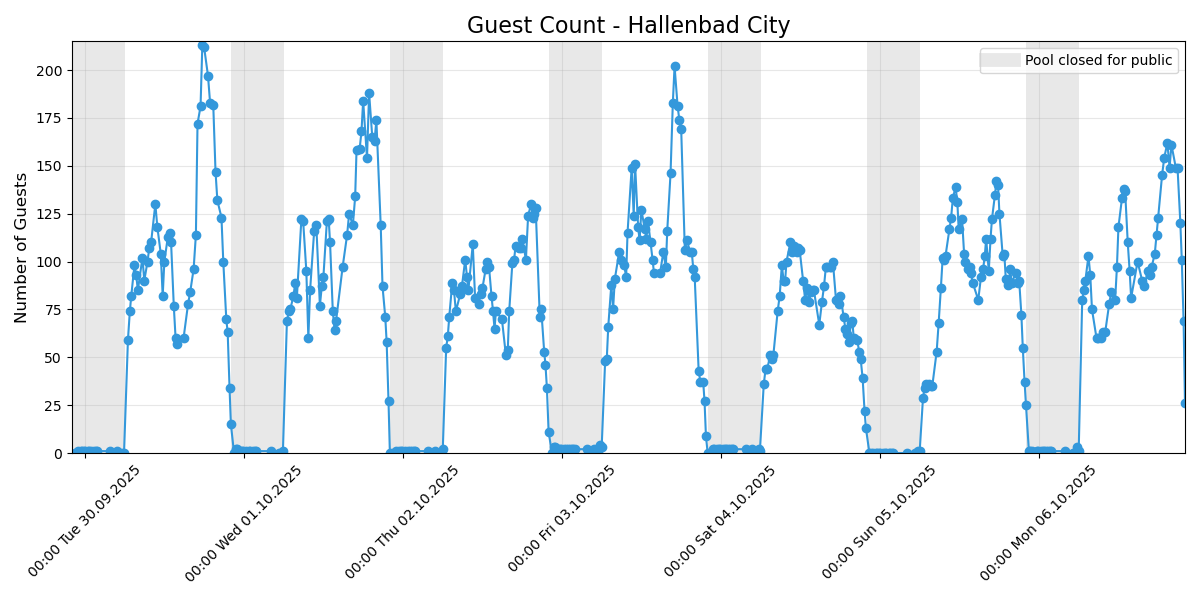 Guest Count - Hallenbad City
Pool closed for public
Number of Guests
200
175
150
125
100
75
50
25
0
00:00 Tue 30.09.2025
00:00 Wed 01.10.2025
00:00 Thu 02.10.2025
00:00 Fri 03.10.2025
00:00 Sat 04.10.2025
00:00 Sun 05.10.2025
00:00 Mon 06.10.2025